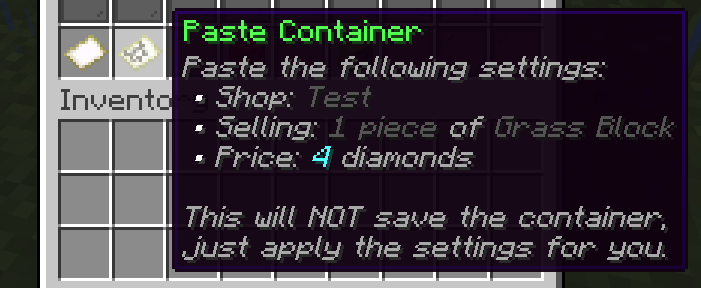 Paste Container
Paste the following settings:
• Shop: Test
• Selling: 1 piece of Grass Block
• Price: 4 diamonds
Invento
This will NOT save the container,
just apply the settings for you.